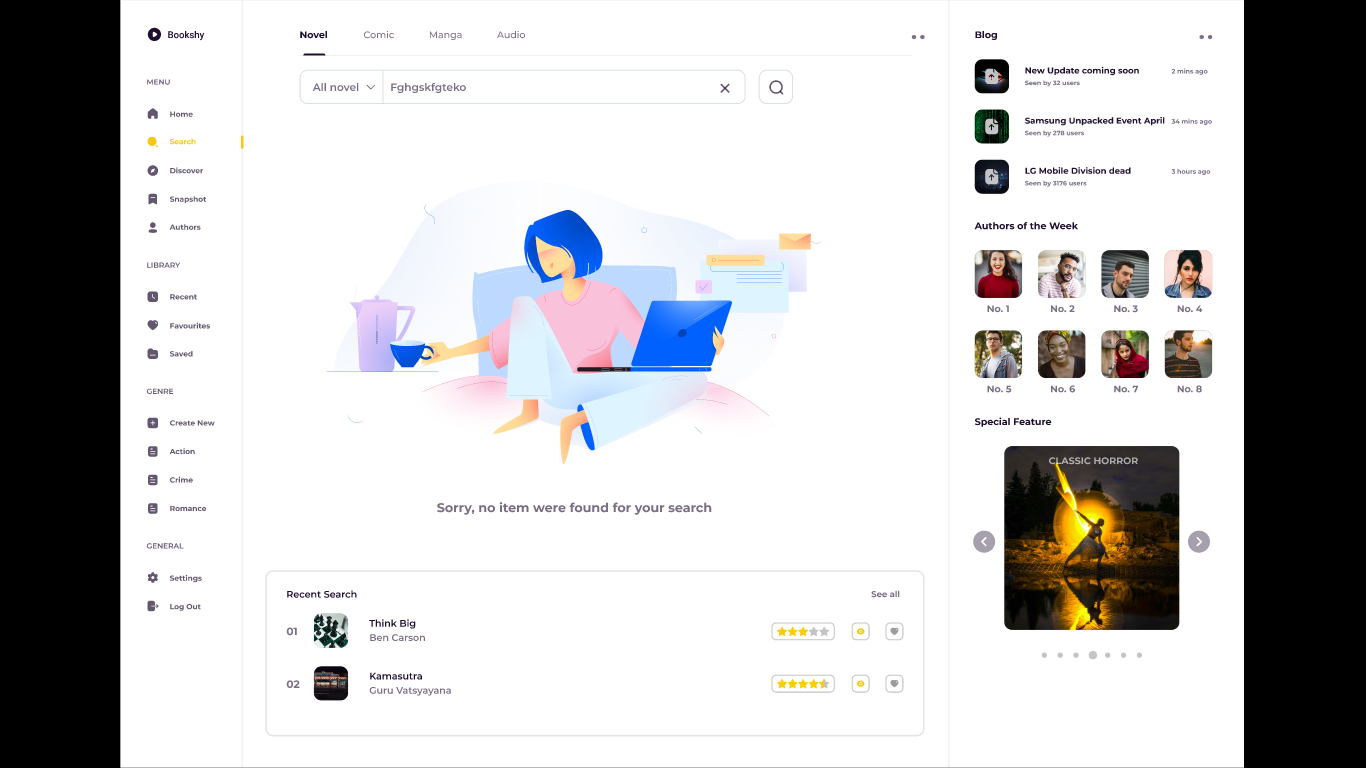 Bookshy
MENU
Home
Search
Discover
Snapshot
Authors
LIBRARY
Recent
Favourites
Saved
GENRE
Create New
Action
Crime
Romance
GENERAL
Settings
Log Out
Novel Comic Manga Audio
All novel Fghgskfgteko
Sorry, no item were found for your search
Recent Search See all
01 Think Big
Ben Carson
02 Kamasutra
Guru Vatsyayana
Blog
New Update coming soon 2 mins ago
Seen by 32 users
Samsung Unpacked Event April 34 mins ago
Seen by 278 users
LG Mobile Division dead 3 hours ago
Seen by 3176 users
Authors of the Week
No. 1 No. 2 No. 3 No. 4
No. 5 No. 6 No. 7 No. 8
Special Feature
CLASSIC HORROR